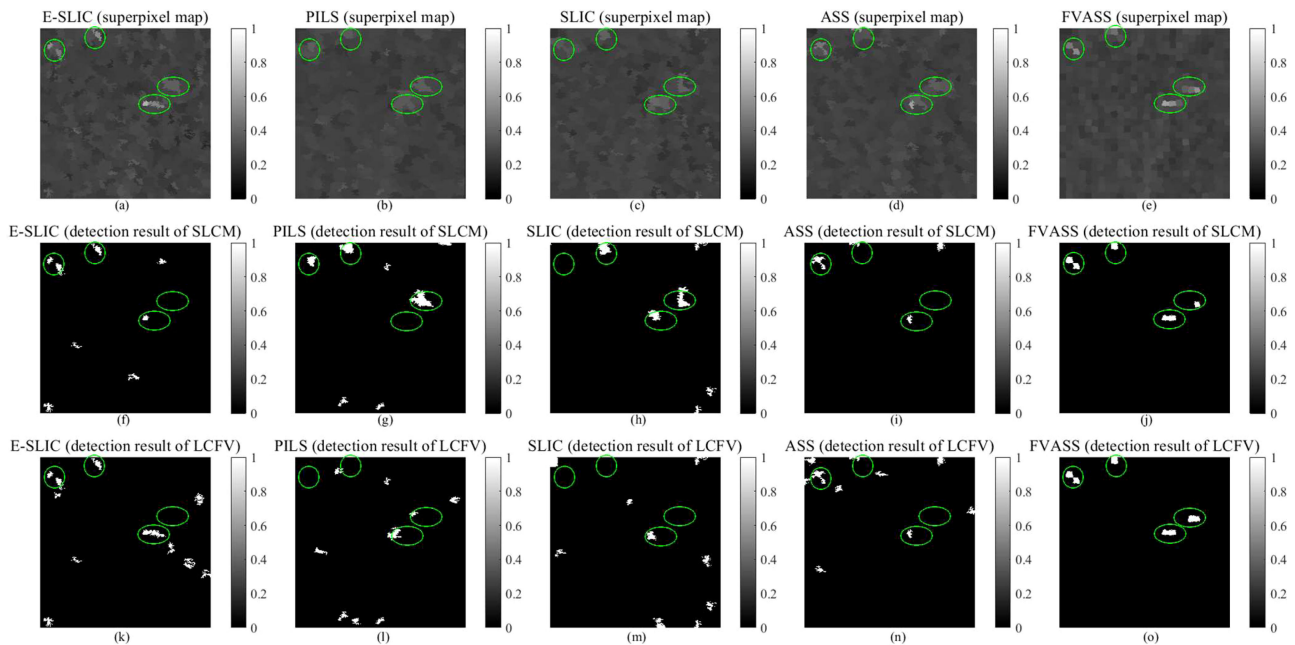 E-SLIC (superpixel map) PILS (superpixel map) SLIC (superpixel map) ASS (superpixel map) FVASS (superpixel map)
1 1 1 1 1
0.8 0.8 0.8 0.8 0.8
0.6 0.6 0.6 0.6 0.6
0.4 0.4 0.4 0.4 0.4
0.2 0.2 0.2 0.2 0.2
0 0 0 0 0
(a) (b) (c) (d) (e)
E-SLIC (detection result of SLCM) PILS (detection result of SLCM) SLIC (detection result of SLCM) ASS (detection result of SLCM) FVASS (detection result of SLCM)
1 1 1 1 1
0.8 0.8 0.8 0.8 0.8
0.6 0.6 0.6 0.6 0.6
0.4 0.4 0.4 0.4 0.4
0.2 0.2 0.2 0.2 0.2
0 0 0 0 0
(f) (g) (h) (i) (j)
E-SLIC (detection result of LCFV) PILS (detection result of LCFV) SLIC (detection result of LCFV) ASS (detection result of LCFV) FVASS (detection result of LCFV)
1 1 1 1 1
0.8 0.8 0.8 0.8 0.8
0.6 0.6 0.6 0.6 0.6
0.4 0.4 0.4 0.4 0.4
0.2 0.2 0.2 0.2 0.2
0 0 0 0 0
(k) (l) (m) (n) (o)